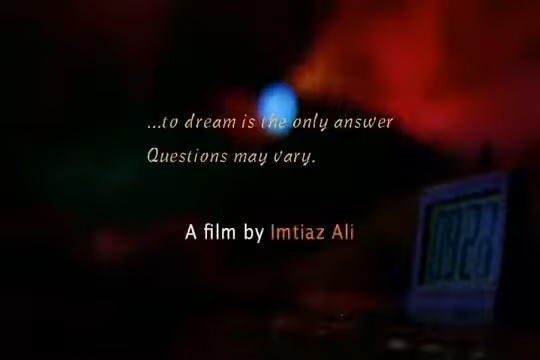 ...to dream is the only answer
Questions may vary.
A film by Imtiaz Ali